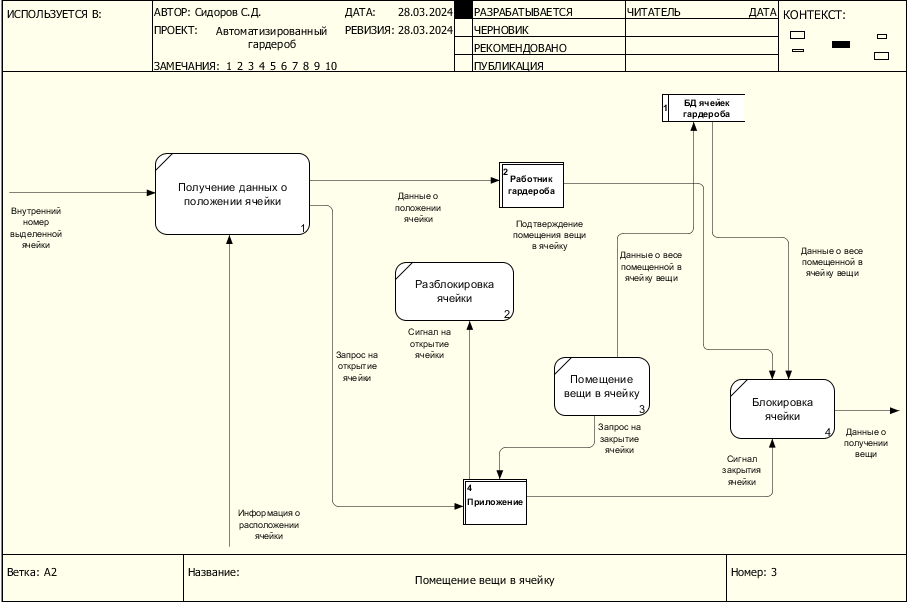 ИСПОЛЬЗУЕТСЯ В:
АВТОР: Сидоров С.Д.
ДАТА: 28.03.2024
ПРОЕКТ: Автоматизированный
гардероб
РЕВИЗИЯ: 28.03.2024
ЗАМЕЧАНИЯ: 1 2 3 4 5 6 7 8 9 10
РАЗРАБАТЫВАЕТСЯ
ЧЕРНОВИК
РЕКОМЕНДОВАНО
ПУБЛИКАЦИЯ
ЧИТАТЕЛЬ
ДАТА
КОНТЕКСТ:
1
БД ячейек
гардероба
Получение данных о
положении ячейки
1
2
Работник
гардероба
Данные о
положении
ячейки
Внутренний
номер
выделенной
ячейки
Подтверждение
помещения вещи
в ячейку
Данные о весе
помещенной в
ячейку вещи
Данные о весе
помещенной в
ячейку вещи
Разблокировка
ячейки
2
Сигнал на
открытие
ячейки
Запрос на
открытие
ячейки
Помещение
вещи в ячейку
3
Блокировка
ячейки
4
Запрос на
закрытие
ячейки
Данные о
получении
вещи
Сигнал
закрытия
ячейки
4
Приложение
Информация о
расположении
ячейки
Ветка: A2
Название:
Помещение вещи в ячейку
Номер: 3